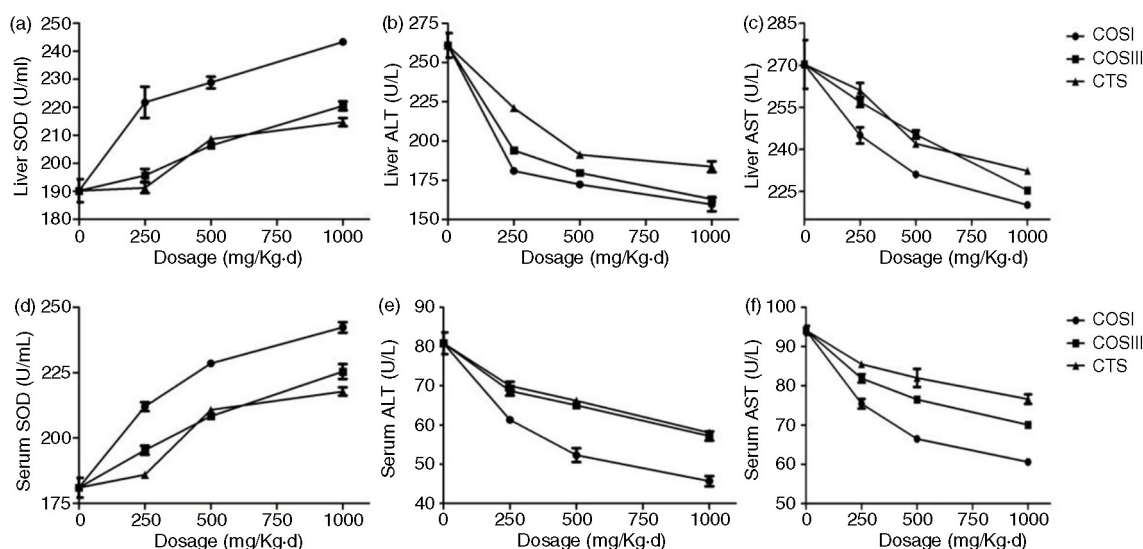 (a)
Liver SOD (U/ml)
250
240
230
220
210
200
190
180
0 250 500 750 1000
Dosage (mg/Kg·d)
(b)
Liver ALT (U/L)
275
250
225
200
175
150
0 250 500 750 1000
Dosage (mg/Kg·d)
(c)
Liver AST (U/L)
285
270
255
240
225
0 250 500 750 1000
Dosage (mg/Kg·d)
COSI
COSIII
CTS
(d)
Serum SOD (U/mL)
250
225
200
175
0 250 500 750 1000
Dosage (mg/Kg·d)
(e)
Serum ALT (U/L)
90
80
70
60
50
40
0 250 500 750 1000
Dosage (mg/Kg·d)
(f)
Serum AST (U/L)
100
90
80
70
60
50
0 250 500 750 1000
Dosage (mg/Kg·d)
COSI
COSIII
CTS